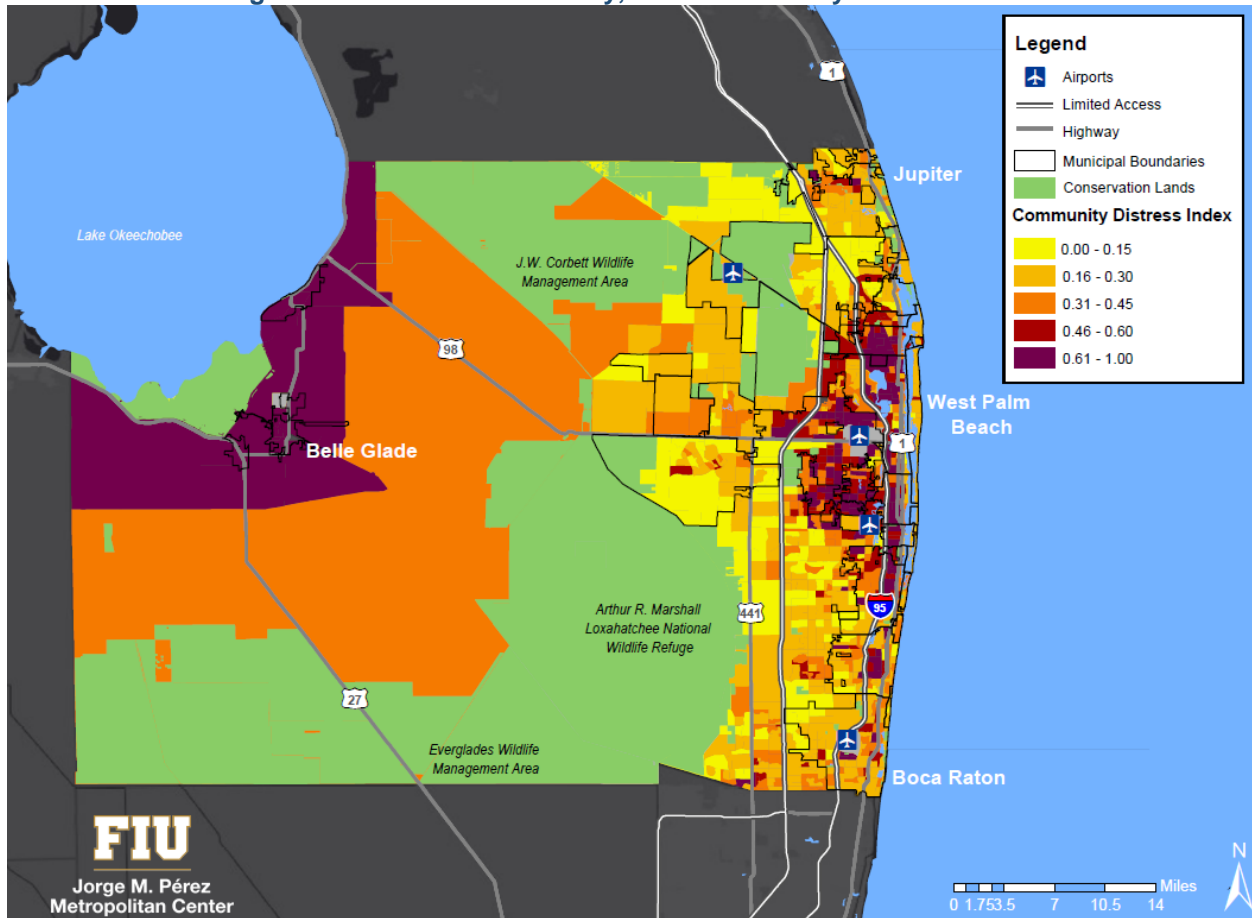 Legend
Airports
Limited Access
Highway
Municipal Boundaries
Conservation Lands
Community Distress Index
0.00 - 0.15
0.16 - 0.30
0.31 - 0.45
0.46 - 0.60
0.61 - 1.00
1
Jupiter
Lake Okeechobee
J.W. Corbett Wildlife
Management Area
98
West Palm
Beach
1
Belle Glade
Arthur R. Marshall
Loxahatchee National
Wildlife Refuge
441
95
27
Everglades Wildlife
Management Area
Boca Raton
FIU
Jorge M. Pérez
Metropolitan Center
N
Miles
0 1.753.5 7 10.5 14